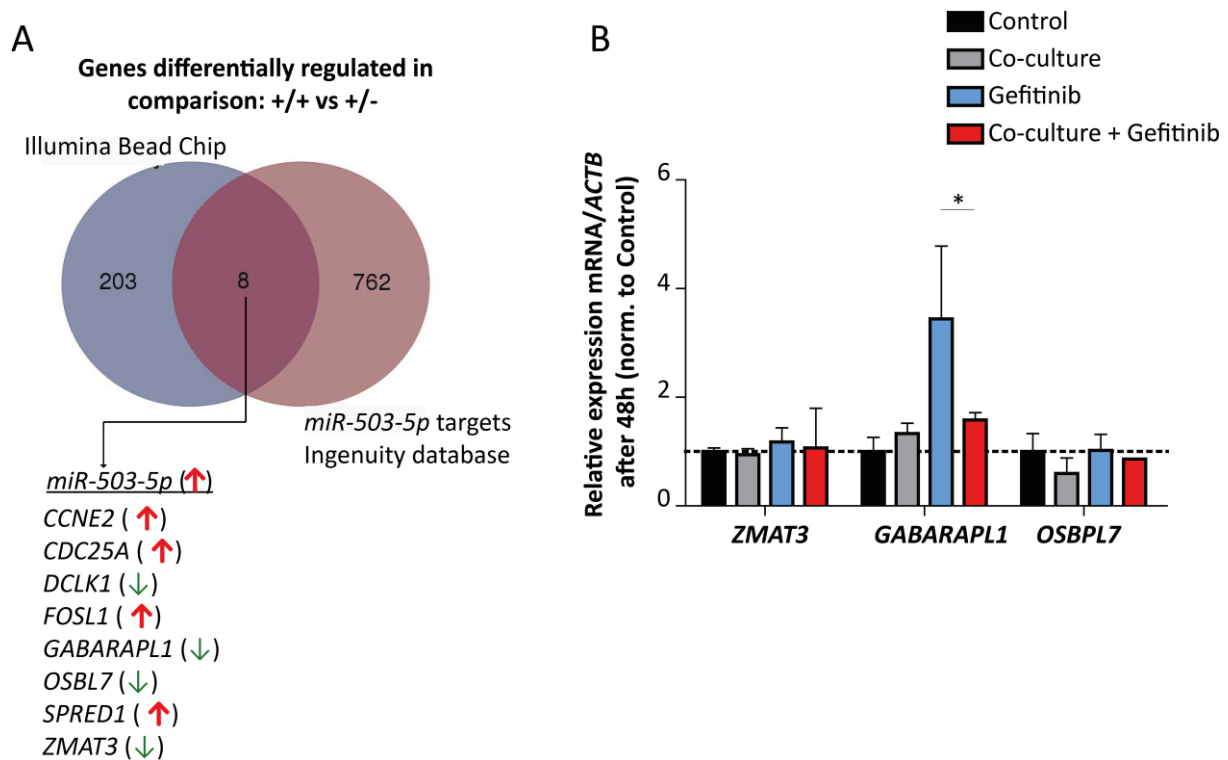 A
Genes differentially regulated in
comparison: +/+ vs +/-
Illumina Bead Chip
203
8
762
miR-503-5p targets
Ingenuity database
miR-503-5p (↑)
CCNE2 ( ↑)
CDC25A ( ↑)
DCLK1 (↓)
FOSL1 ( ↑)
GABARAPL1 (↓)
OSBL7 (↓)
SPRED1 ( ↑)
ZMAT3 (↓)
B
Control
Co-culture
Gefitinib
Co-culture + Gefitinib
Relative expression mRNA/ACTB
after 48h (norm. to Control)
6
4
2
0
*
ZMAT3
GABARAPL1
OSBPL7